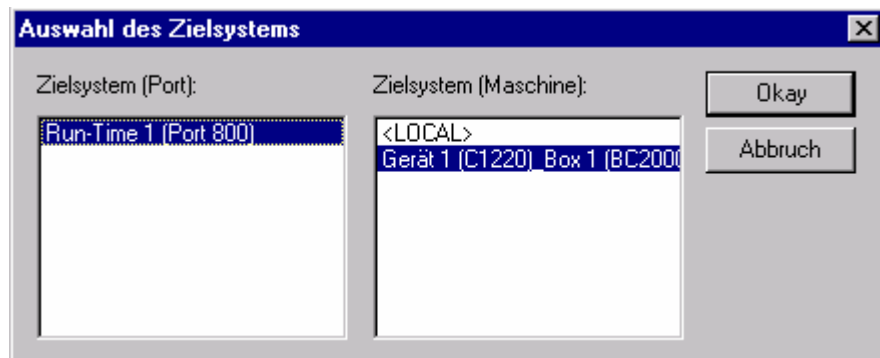 Auswahl des Zielsystems
Zielsystem (Port):
Zielsystem (Maschine):
Run-Time 1 (Port 800)
<LOCAL>
Gerät 1 (C1220)_Box 1 (BC2000
Okay
Abbruch